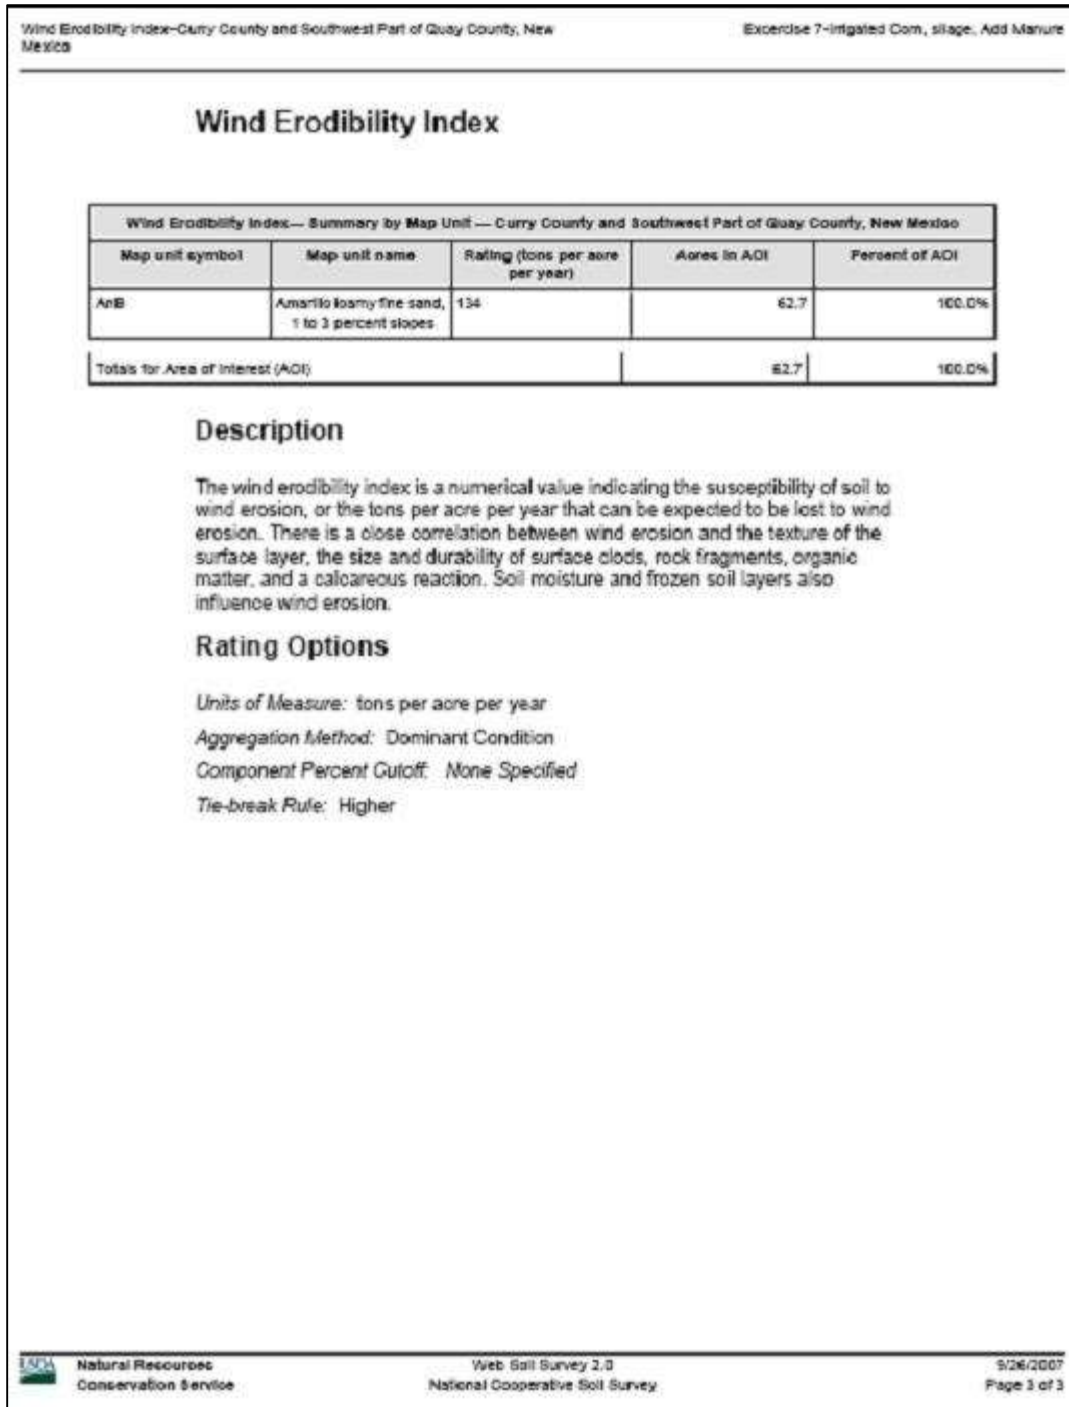 Wind Erodibility Index–Curry County and Southwest Part of Quay County, New
Mexico
Excercise 7–Irrigated Corn, silage, Add Manure
Wind Erodibility Index
Wind Erodibility Index— Summary by Map Unit — Curry County and Southwest Part of Quay County, New Mexico
Map unit symbol Map unit name Rating (tons per acre Acres in AOI Percent of AOI
per year)
Amarillo loamy fine sand, 134 62.7 100.0%
1 to 3 percent slopes
Totals for Area of Interest (AOI) 62.7 100.0%
Description
The wind erodibility index is a numerical value indicating the susceptibility of soil to
wind erosion, or the tons per acre per year that can be expected to be lost to wind
erosion. There is a close correlation between wind erosion and the texture of the
surface layer, the size and durability of surface clods, rock fragments, organic
matter, and a calcareous reaction. Soil moisture and frozen soil layers also
influence wind erosion.
Rating Options
Units of Measure: tons per acre per year
Aggregation Method: Dominant Condition
Component Percent Cutoff: None Specified
Tie-break Rule: Higher
USDA Natural Resources
Conservation Service
Web Soil Survey 2.0
National Cooperative Soil Survey
9/26/2007
Page 3 of 3